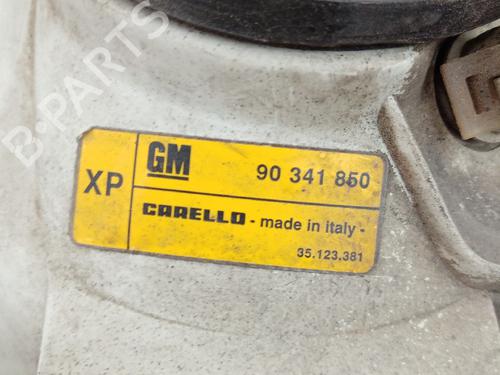 XP
GM 90 341 850
CARELLO - made in italy -
35.123.381
B-Parts